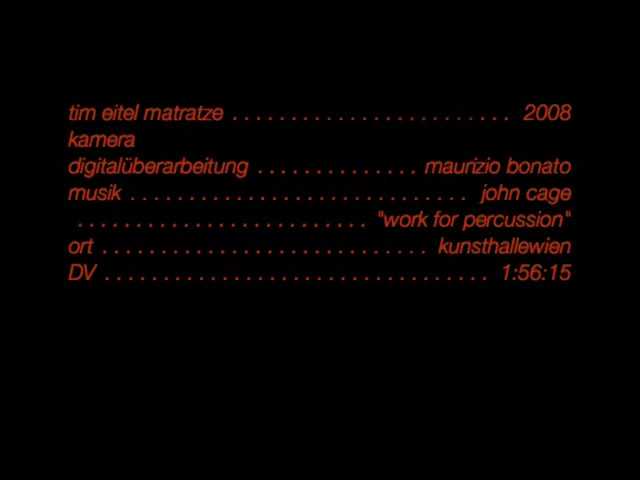 tim eitel matratze . . . . . . . . . . . . . . . . . . . . . . . . 2008
kamera
digitalüberarbeitung . . . . . . . . . . . . . . maurizio bonato
musik . . . . . . . . . . . . . . . . . . . . . . . . . . . . . john cage
. . . . . . . . . . . . . . . . . . . . . . . . . "work for percussion"
ort . . . . . . . . . . . . . . . . . . . . . . . . . . . . kunsthallewien
DV . . . . . . . . . . . . . . . . . . . . . . . . . . . . . . . . . 1:56:15